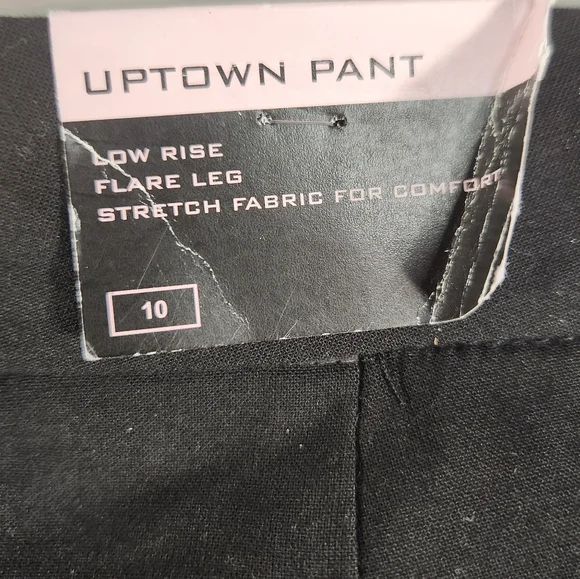 UPTOWN PANT
LOW RISE
FLARE LEG
STRETCH FABRIC FOR COMFORT
10